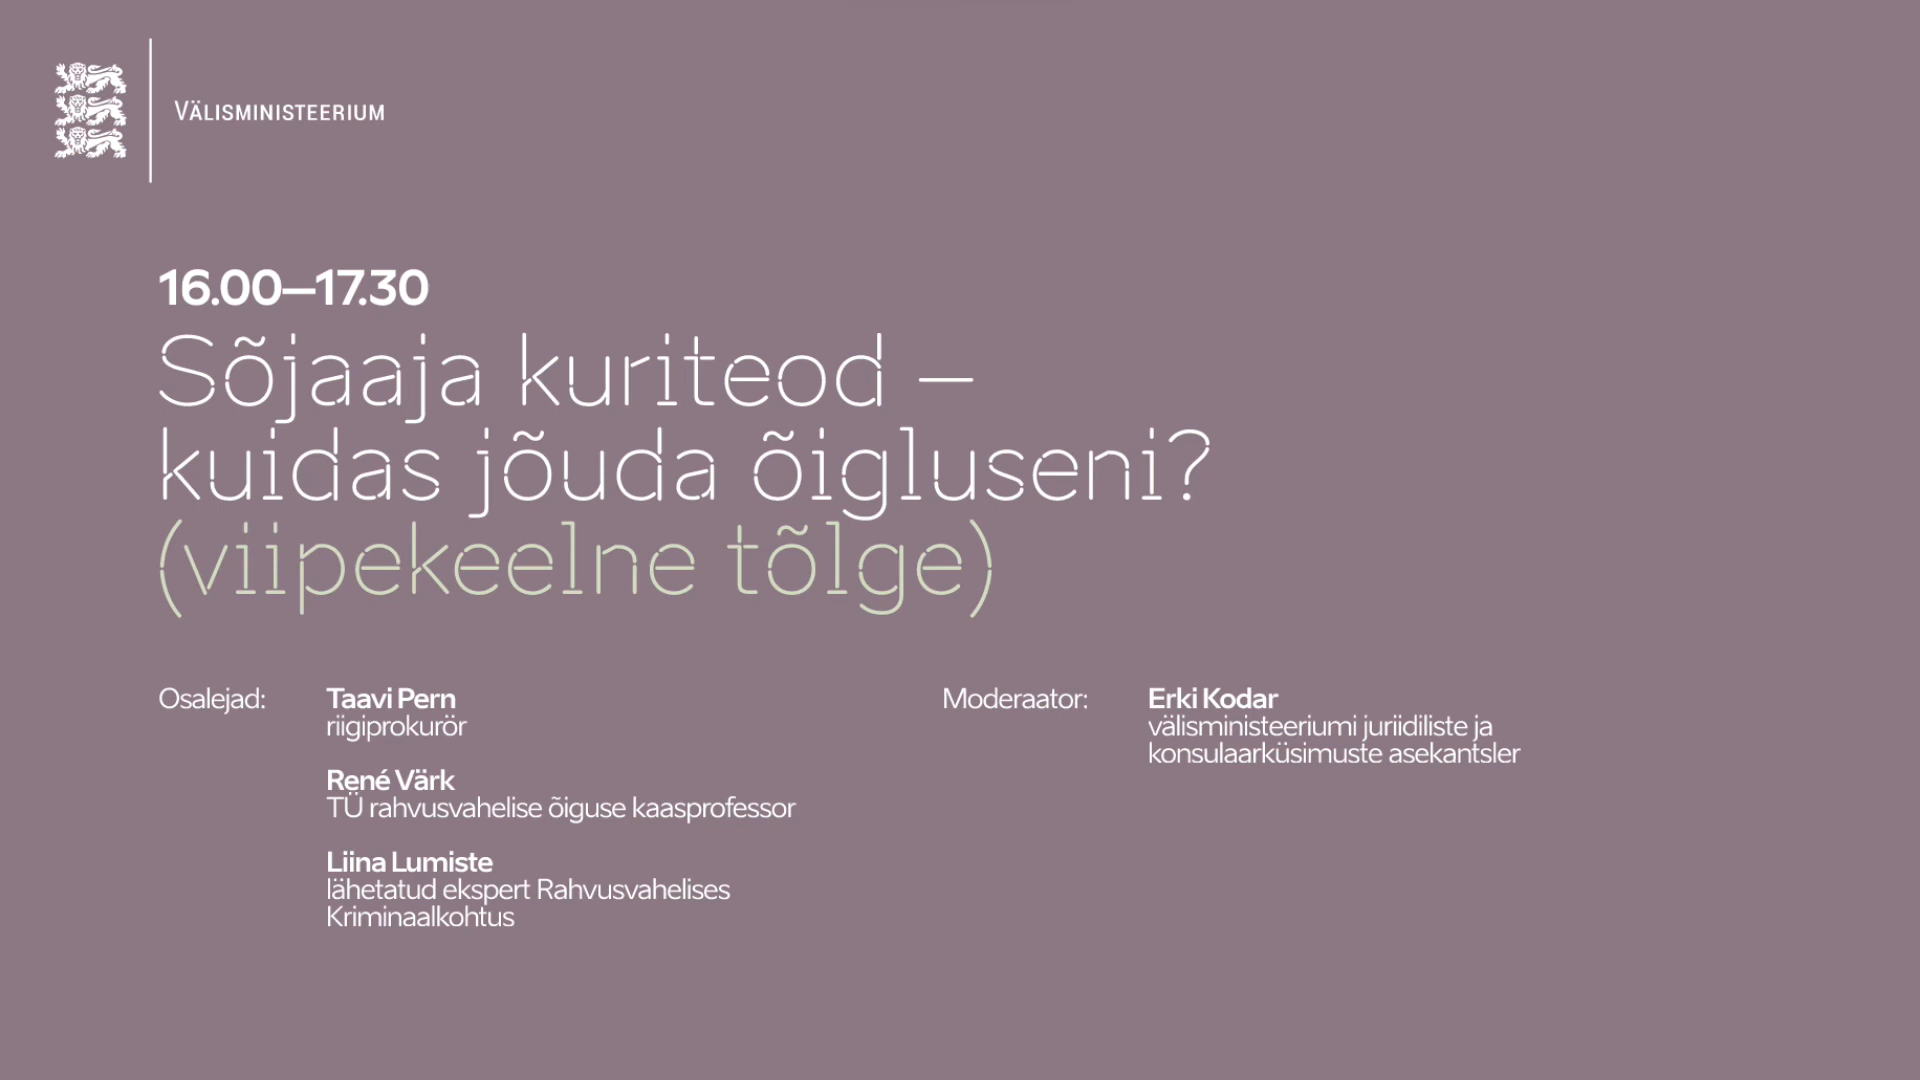 VÄLISMINISTEERIUM
16.00–17.30
Sõjaaja kuriteod –
kuidas jõuda õigluseni?
(viipekeelne tõlge)
Osalejad:
Taavi Pern
riigiprokurör
René Värk
TÜ rahvusvahelise õiguse kaasprofessor
Liina Lumiste
lähetatud ekspert Rahvusvahelises
Kriminaalkohtus
Moderaator:
Erki Kodar
välisministeeriumi juriidiliste ja
konsulaarküsimuste asekantsler